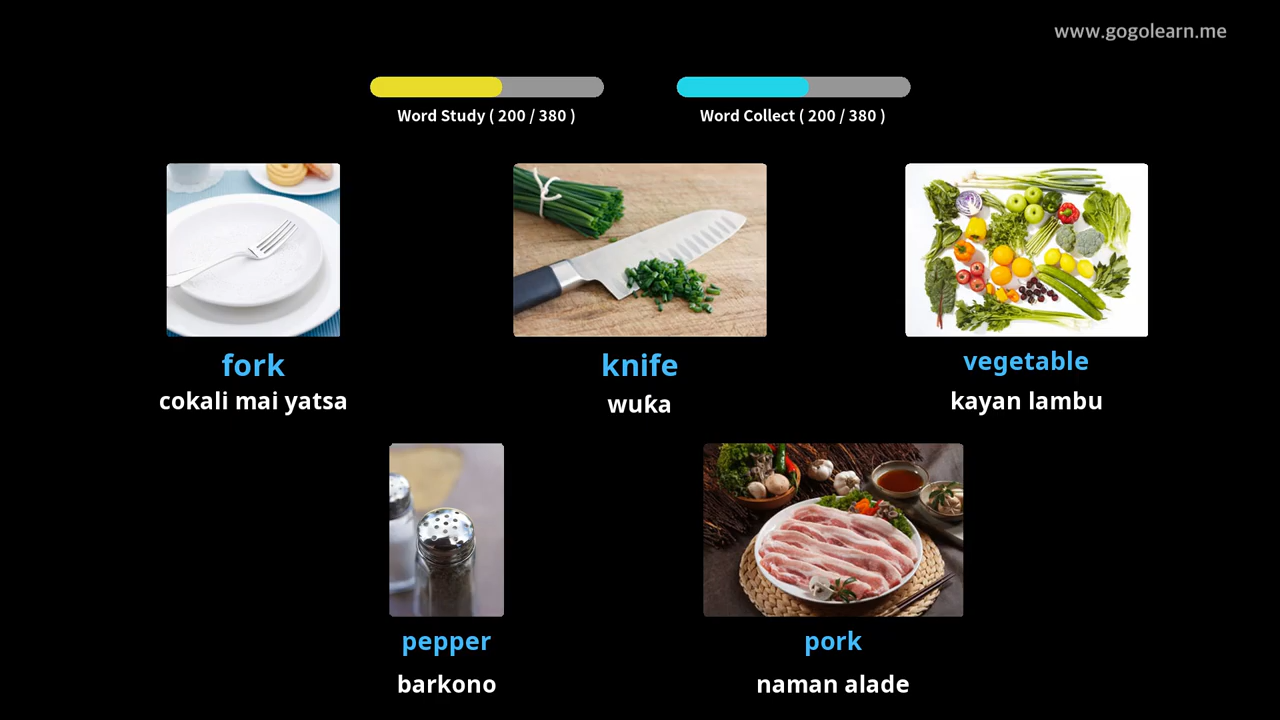 www.gogolearn.me
Word Study ( 200 / 380 )
Word Collect ( 200 / 380 )
fork
cokali mai yatsa
knife
wuƙa
vegetable
kayan lambu
pepper
barkono
pork
naman alade